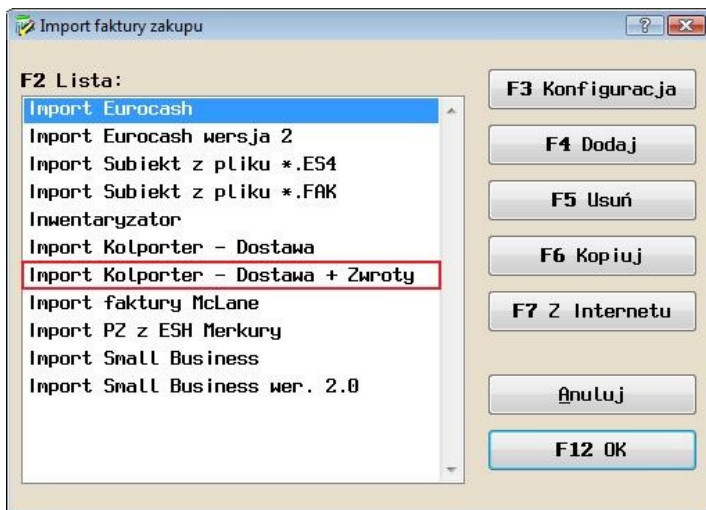 Import faktury zakupu
F2 Lista:
Import Eurocash
Import Eurocash wersja 2
Import Subiekt z pliku *.ES4
Import Subiekt z pliku *.FAK
Inwentaryzator
Import Kolporter - Dostawa
Import Kolporter - Dostawa + Zwroty
Import faktury McLane
Import PZ z ESH Merkury
Import Small Business
Import Small Business wer. 2.0
F3 Konfiguracja
F4 Dodaj
F5 Usuń
F6 Kopiuj
F7 Z Internetu
Anuluj
F12 OK